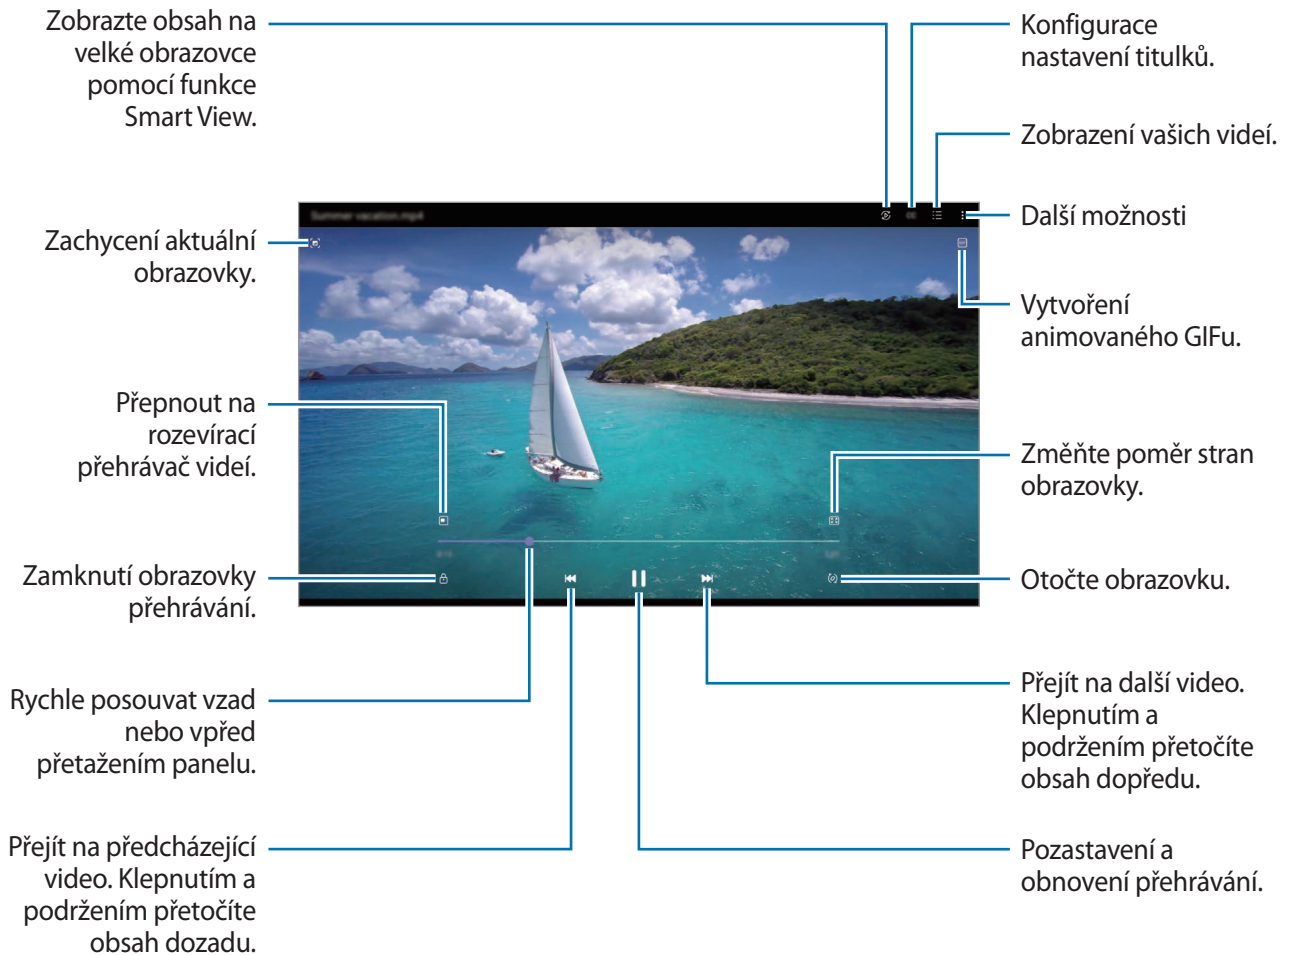 Zobrazte obsah na
velké obrazovce
pomocí funkce
Smart View.
Zachycení aktuální
obrazovky.
Přepnout na
rozevírací
přehrávač videí.
Zamknutí obrazovky
přehrávání.
Rychle posouvat vzad
nebo vpřed
přetažením panelu.
Přejít na předcházející
video. Klepnutím a
podržením přetočíte
obsah dozadu.
Summer vacation.mp4
Konfigurace
nastavení titulků.
Zobrazení vašich videí.
Další možnosti
Vytvoření
animovaného GIFu.
Změňte poměr stran
obrazovky.
Otočte obrazovku.
Přejít na další video.
Klepnutím a
podržením přetočíte
obsah dopředu.
Pozastavení a
obnovení přehrávání.